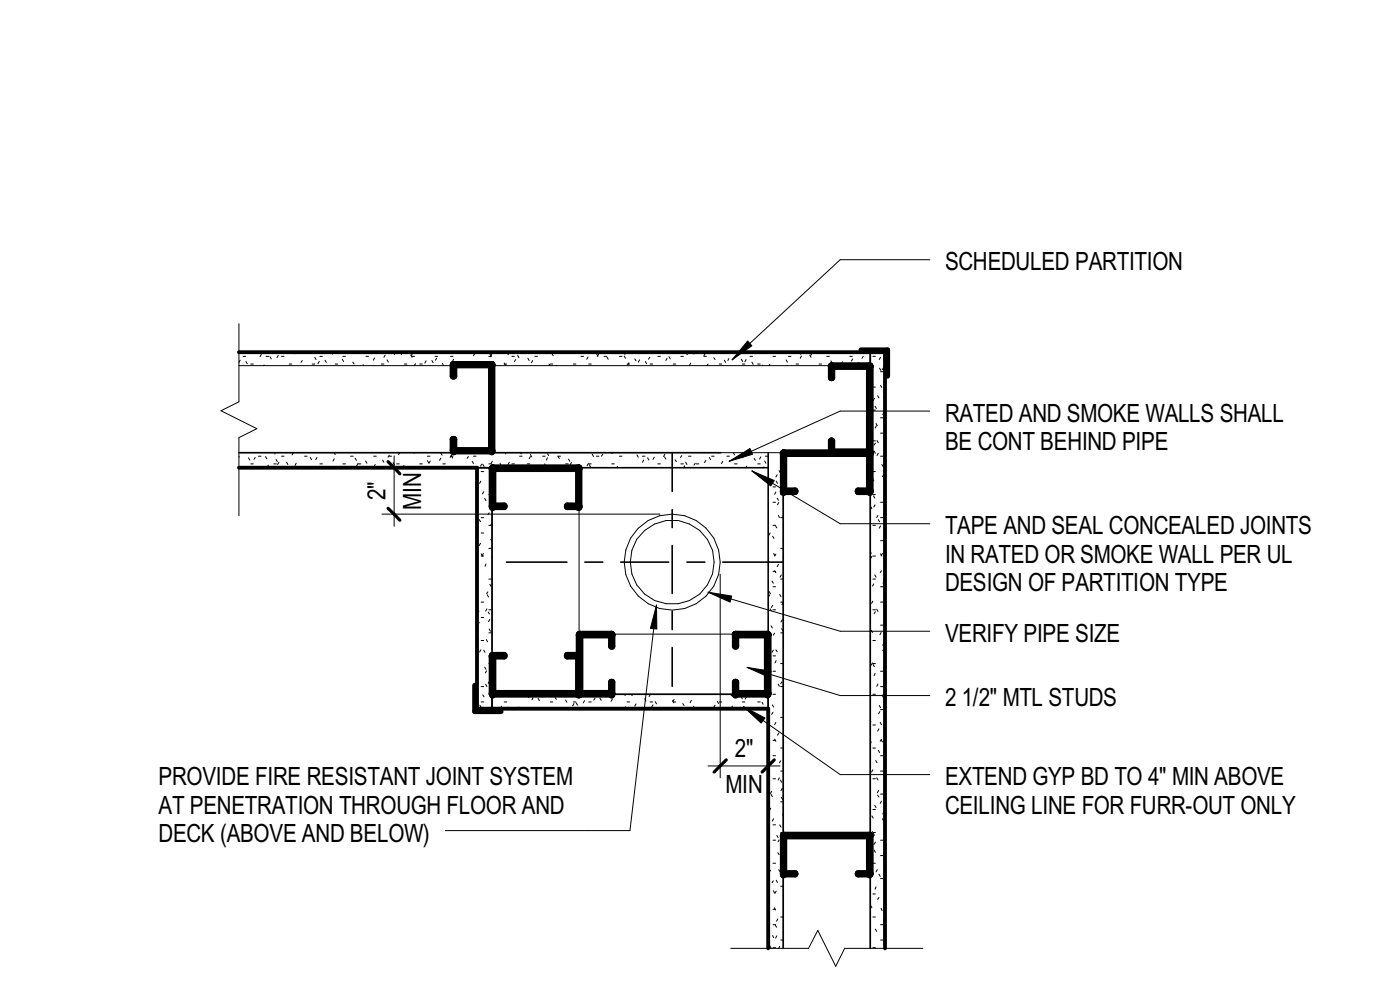 SCHEDULED PARTITION
RATED AND SMOKE WALLS SHALL
BE CONT BEHIND PIPE
2"
MIN
TAPE AND SEAL CONCEALED JOINTS
IN RATED OR SMOKE WALL PER UL
DESIGN OF PARTITION TYPE
VERIFY PIPE SIZE
2 1/2" MTL STUDS
2"
MIN
EXTEND GYP BD TO 4" MIN ABOVE
CEILING LINE FOR FURR-OUT ONLY
PROVIDE FIRE RESISTANT JOINT SYSTEM
AT PENETRATION THROUGH FLOOR AND
DECK (ABOVE AND BELOW)